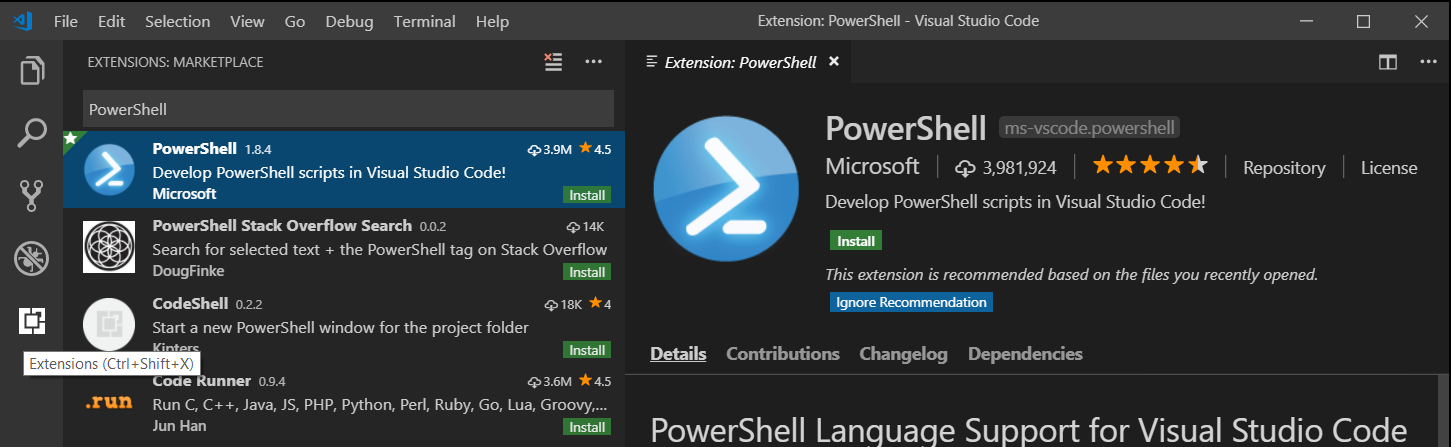 File Edit Selection View Go Debug Terminal Help
Extension: PowerShell - Visual Studio Code
EXTENSIONS: MARKETPLACE
PowerShell
PowerShell 1.8.4 3.9M 4.5
Develop PowerShell scripts in Visual Studio Code!
Microsoft Install
PowerShell Stack Overflow Search 0.0.2 14K
Search for selected text + the PowerShell tag on Stack Overflow
DougFinke Install
CodeShell 0.2.2 18K 4
Start a new PowerShell window for the project folder
Kipters Install
Extensions (Ctrl+Shift+X)
Code Runner 0.9.4 3.6M 4.5
.run
Run C, C++, Java, JS, PHP, Python, Perl, Ruby, Go, Lua, Groovy,...
Jun Han Install
Extension: PowerShell
PowerShell ms-vscode.powershell
Microsoft 3,981,924 Repository License
Develop PowerShell scripts in Visual Studio Code!
Install
This extension is recommended based on the files you recently opened.
Ignore Recommendation
Details Contributions Changelog Dependencies
PowerShell Language Support for Visual Studio Code